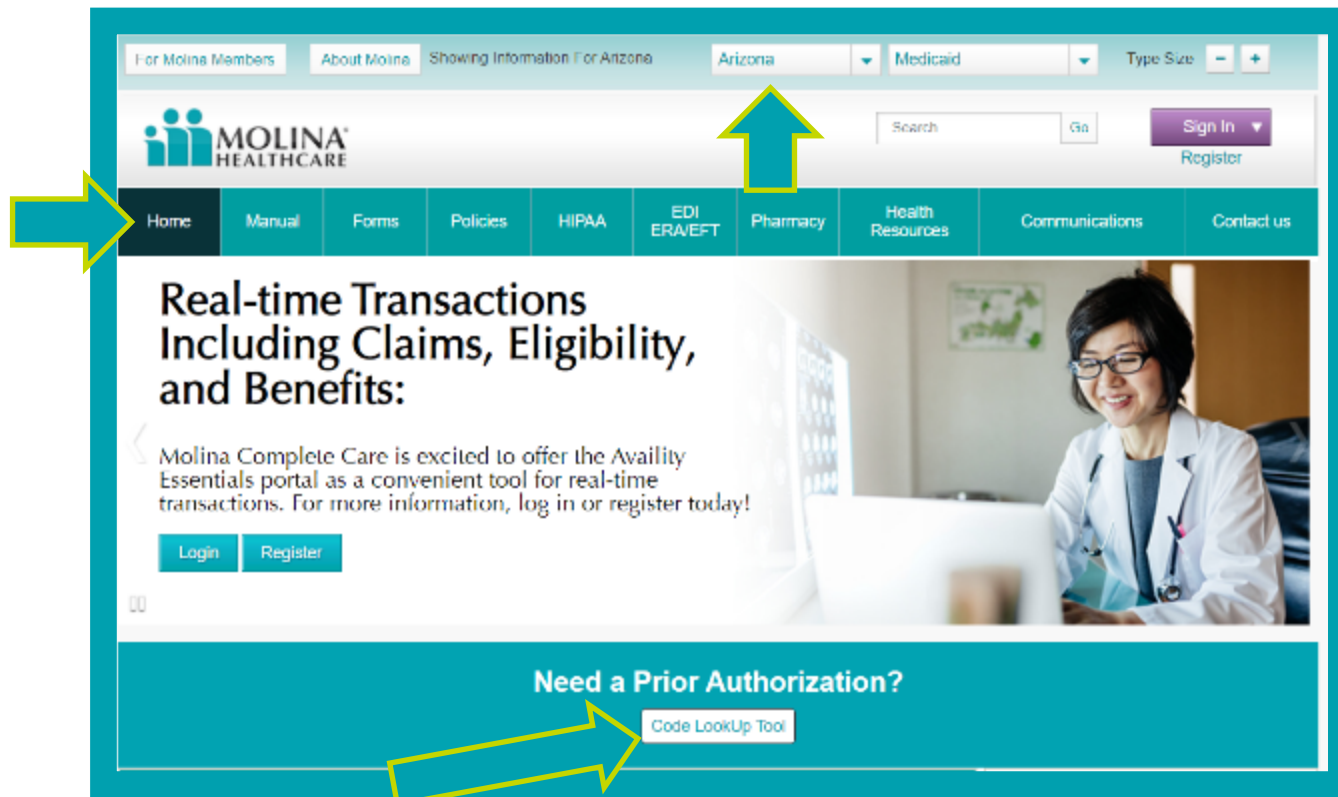 For Molina Members About Molina Showing Information For Arizona Arizona Medicaid Type Size - +
MOLINA
HEALTHCARE
Search Go Sign In
Register
Home Manual Forms Policies HIPAA EDI ERA/EFT Pharmacy Health Resources Communications Contact us
Real-time Transactions
Including Claims, Eligibility,
and Benefits:
Molina Complete Care is excited to offer the Availity
Essentials portal as a convenient tool for real-time
transactions. For more information, log in or register today!
Login Register
Need a Prior Authorization?
Code LookUp Tool